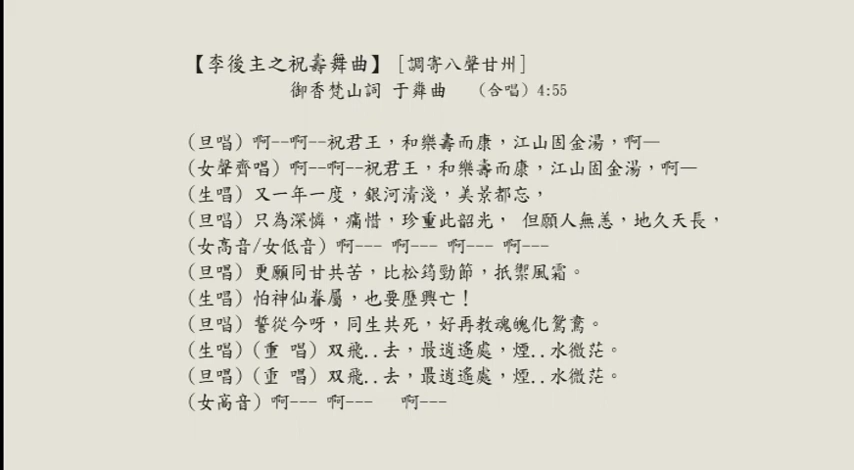 【李後主之祝壽舞曲】［調寄八聲甘州］
御香梵山詞 于粦曲 （合唱）4:55
(旦唱) 啊--啊--祝君王，和樂壽而康，江山固金湯，啊—
(女聲齊唱) 啊--啊--祝君王，和樂壽而康，江山固金湯，啊—
(生唱) 又一年一度，銀河清淺，美景都忘，
(旦唱) 只為深憐，痛惜，珍重此韶光， 但願人無恙，地久天長，
(女高音/女低音) 啊--- 啊--- 啊--- 啊---
(旦唱) 更願同甘共苦，比松筠勁節，抵禦風霜。
(生唱) 怕神仙眷屬，也要歷興亡！
(旦唱) 誓從今呀，同生共死，好再教魂魄化鴛鴦。
(生唱) (重 唱) 双飛..去，最逍遙處，煙..水微茫。
(旦唱) (重 唱) 双飛..去，最逍遙處，煙..水微茫。
(女高音) 啊--- 啊--- 啊---